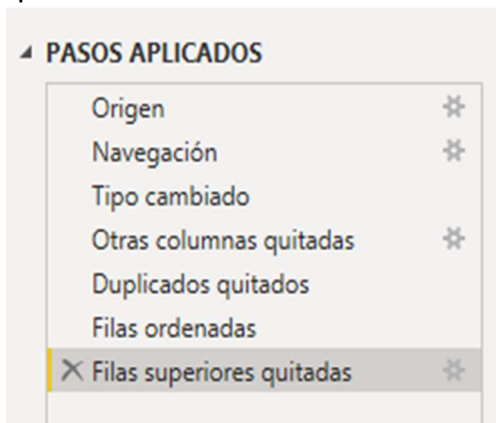 PASOS APLICADOS
Origen
Navegación
Tipo cambiado
Otras columnas quitadas
Duplicados quitados
Filas ordenadas
Filas superiores quitadas